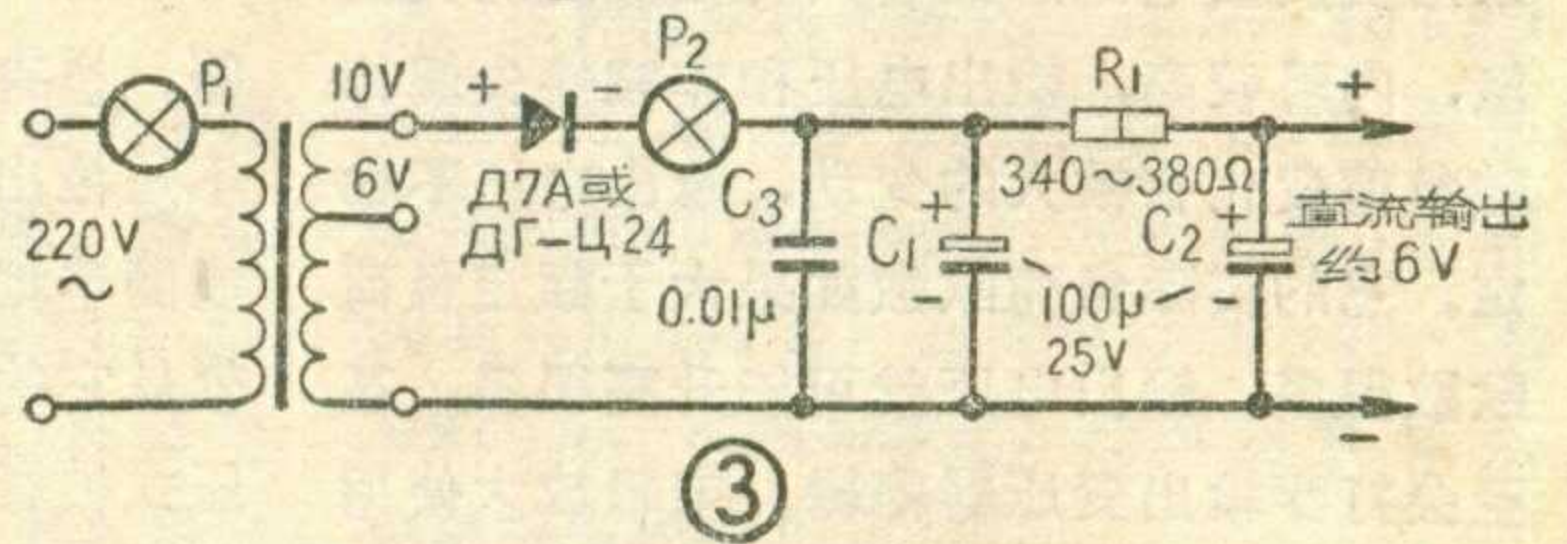 P₁
220V
~
10V
6V
+
-
Д7А或
ДГ-Ц24
P₂
C₃
0.01μ
C₁
+
-
100μ
25V
R₁
340~380Ω
C₂
+
-
+
直流输出
约6V
-
③